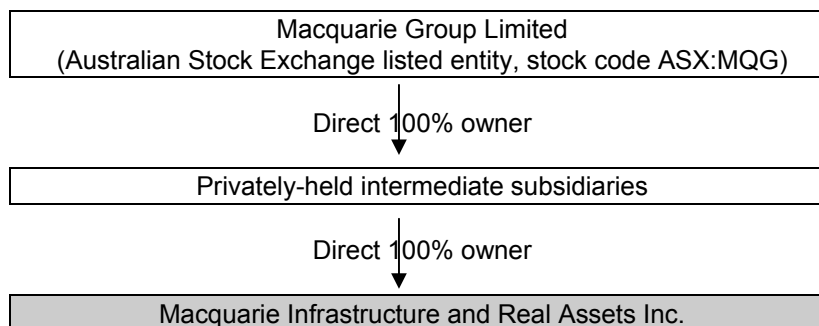 Macquarie Group Limited
(Australian Stock Exchange listed entity, stock code ASX:MQG)
Direct 100% owner
Privately-held intermediate subsidiaries
Direct 100% owner
Macquarie Infrastructure and Real Assets Inc.